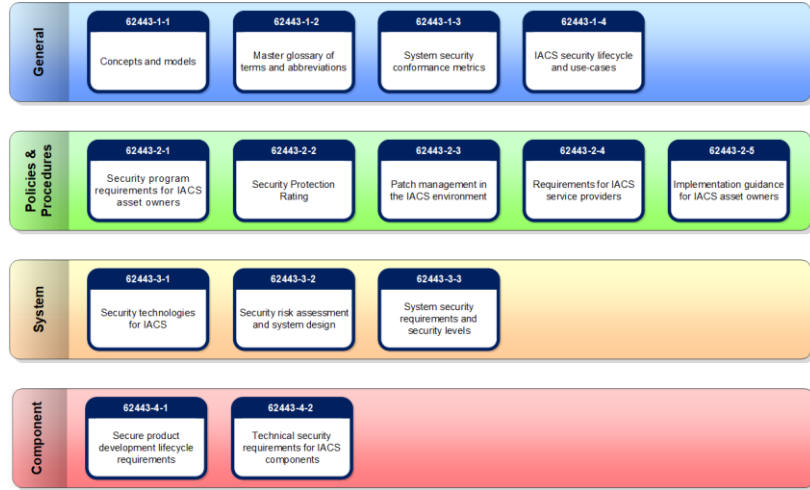 General
62443-1-1
Concepts and models
62443-1-2
Master glossary of
terms and abbreviations
62443-1-3
System security
conformance metrics
62443-1-4
IACS security lifecycle
and use-cases
Policies &
Procedures
62443-2-1
Security program
requirements for IACS
asset owners
62443-2-2
Security Protection
Rating
62443-2-3
Patch management in
the IACS environment
62443-2-4
Requirements for IACS
service providers
62443-2-5
Implementation guidance
for IACS asset owners
System
62443-3-1
Security technologies
for IACS
62443-3-2
Security risk assessment
and system design
62443-3-3
System security
requirements and
security levels
Component
62443-4-1
Secure product
development lifecycle
requirements
62443-4-2
Technical security
requirements for IACS
components